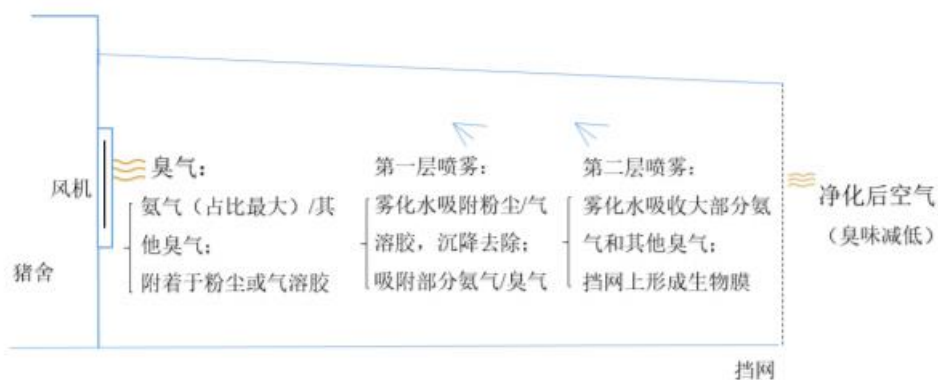 风机
猪舍
臭气：
氨气（占比最大）/其
他臭气；
附着于粉尘或气溶胶
第一层喷雾：
雾化水吸附粉尘/气
溶胶，沉降去除；
吸附部分氨气/臭气
第二层喷雾：
雾化水吸收大部分氨
气和其他臭气；
挡网上形成生物膜
净化后空气
（臭味减低）
挡网